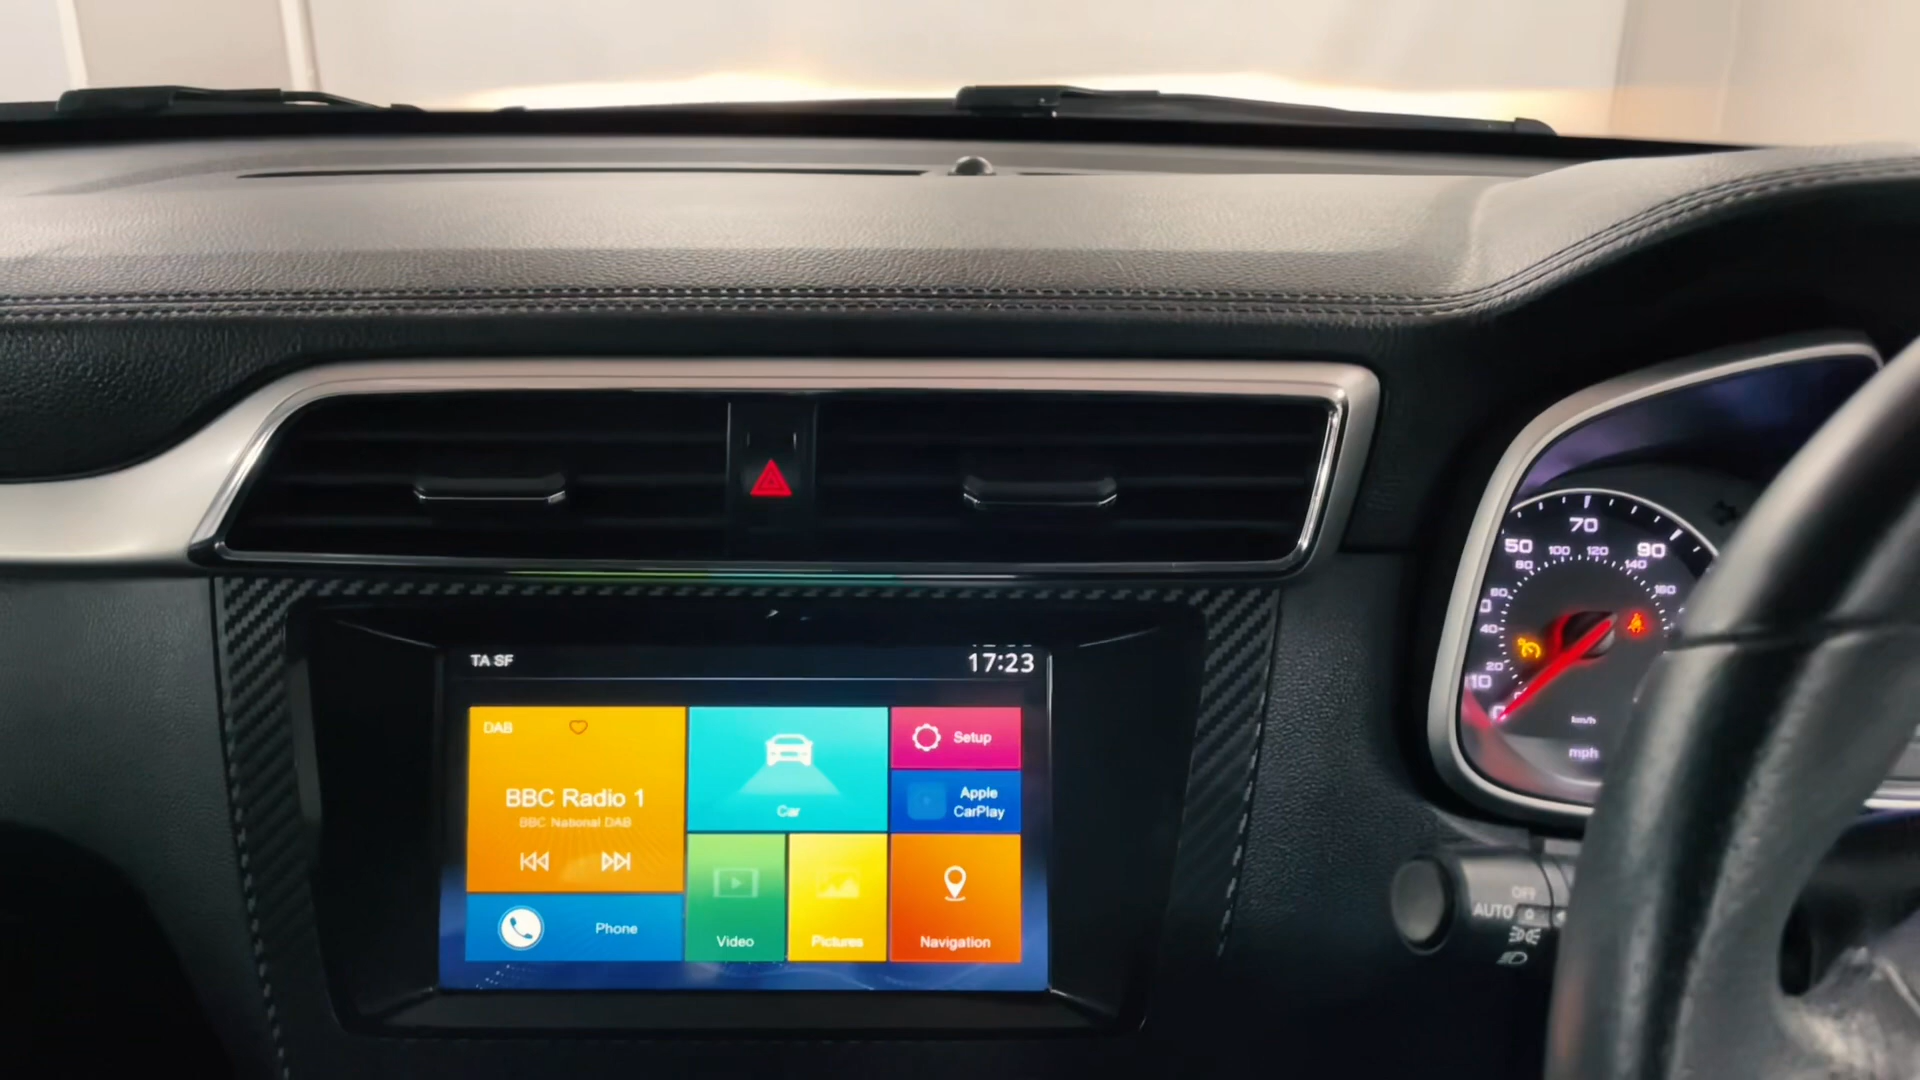 TA SF
17:23
DAB
BBC Radio 1
BBC National DAB
Phone
Car
Video
Pictures
Setup
Apple
CarPlay
Navigation
70
50
90
100
120
80
140
60
160
40
20
10
km/h
mph
OFF
AUTO